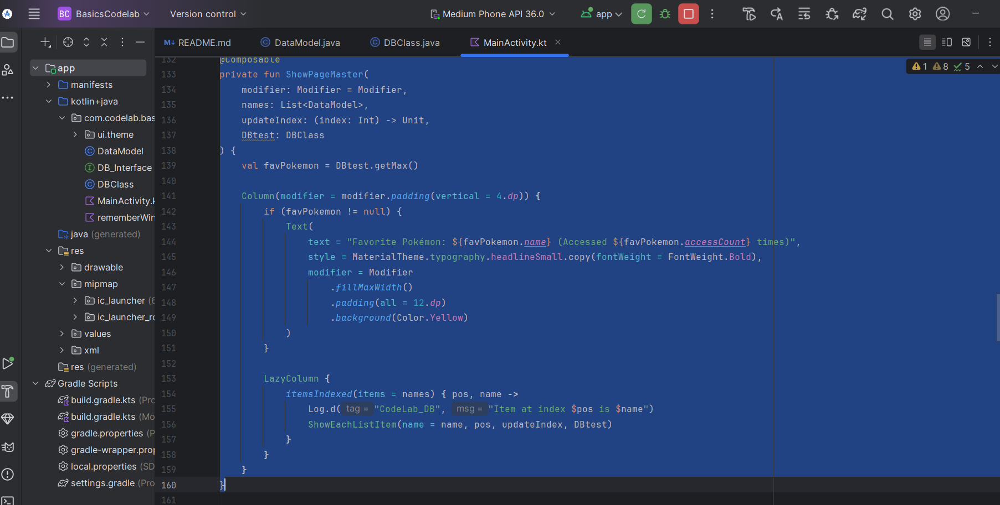 BC BasicsCodelab Version control Medium Phone API 36.0 app
README.md DataModel.java DBClass.java MainActivity.kt
1 8 5
app
manifests
kotlin+java
com.codelab.bas
ui.theme
DataModel
DB_Interface
DBClass
MainActivity.k
rememberWin
java (generated)
res
drawable
mipmap
ic_launcher (6
ic_launcher_ro
values
xml
res (generated)
Gradle Scripts
build.gradle.kts (Pro
build.gradle.kts (Mo
gradle.properties (P
gradle-wrapper.prop
local.properties (SD
settings.gradle (Pro
132 @Composable
133 private fun ShowPageMaster(
134 modifier: Modifier = Modifier,
135 names: List<DataModel>,
136 updateIndex: (index: Int) -> Unit,
137 DBtest: DBClass
138 ) {
139 val favPokemon = DBtest.getMax()
140
141 Column(modifier = modifier.padding(vertical = 4.dp)) {
142 if (favPokemon != null) {
143 Text(
144 text = "Favorite Pokémon: ${favPokemon.name} (Accessed ${favPokemon.accessCount} times)",
145 style = MaterialTheme.typography.headlineSmall.copy(fontWeight = FontWeight.Bold),
146 modifier = Modifier
147 .fillMaxWidth()
148 .padding(all = 12.dp)
149 .background(Color.Yellow)
150 )
151 }
152
153 LazyColumn {
154 itemsIndexed(items = names) { pos, name ->
155 Log.d( tag = "CodeLab_DB", msg = "Item at index $pos is $name")
156 ShowEachListItem(name = name, pos, updateIndex, DBtest)
157 }
158 }
159 }
160 }
161